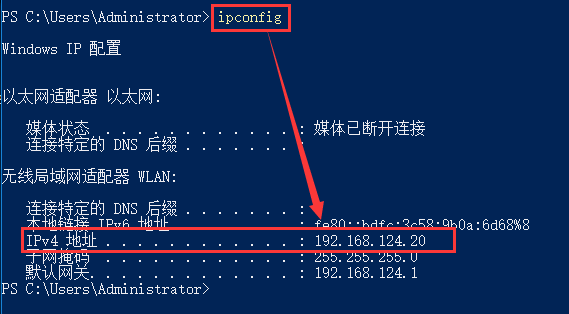 PS C:\Users\Administrator> ipconfig
Windows IP 配置
以太网适配器 以太网:
媒体状态 . . . . . . . . . . . . : 媒体已断开连接
连接特定的 DNS 后缀 . . . . . . . :
无线局域网适配器 WLAN:
连接特定的 DNS 后缀 . . . . . . . :
本地链接 IPv6 地址. . . . . . . . : fe80::bdfc:3c58:9b0a:6d68%8
IPv4 地址 . . . . . . . . . . . . : 192.168.124.20
子网掩码 . . . . . . . . . . . . : 255.255.255.0
默认网关. . . . . . . . . . . . . : 192.168.124.1
PS C:\Users\Administrator>